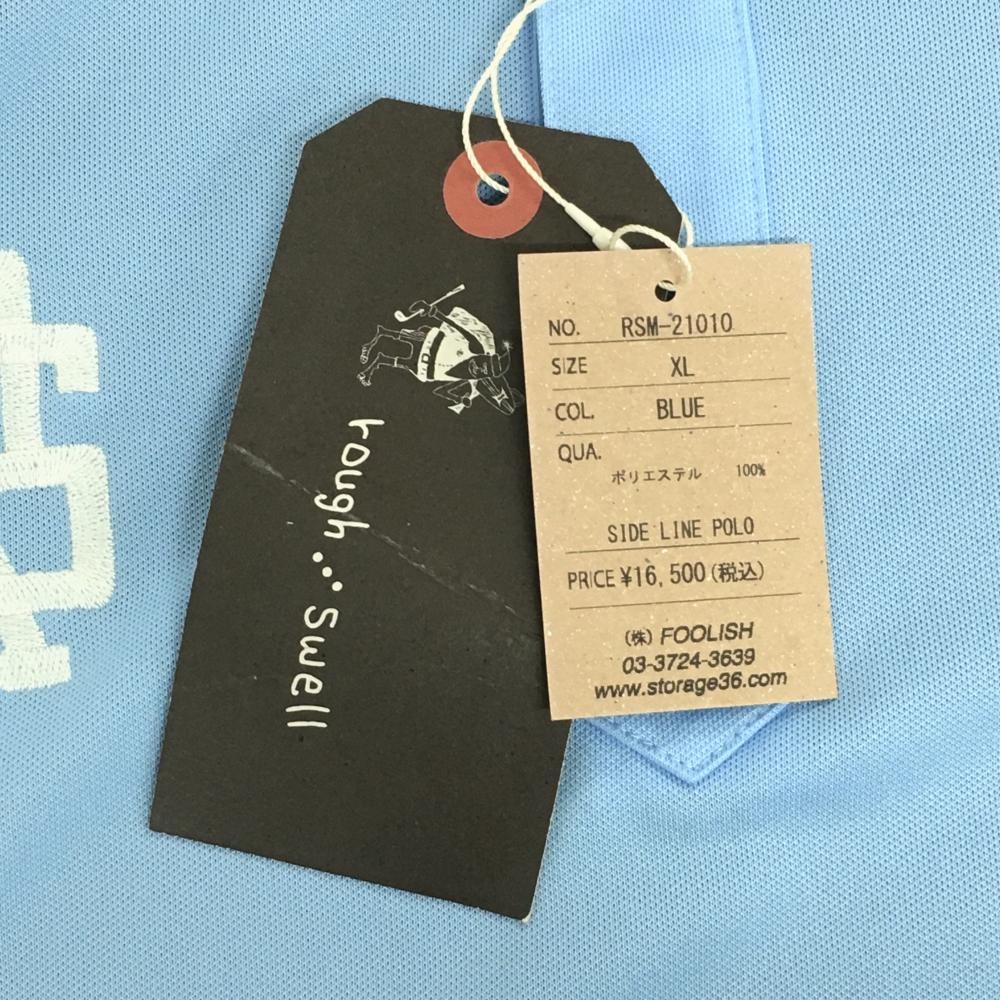 rough...swell
NO. RSM-21010
SIZE XL
COL. BLUE
QUA.
ポリエステル 100%
SIDE LINE POLO
PRICE ¥16,500(税込)
(株) FOOLISH
03-3724-3639
www.storage36.com